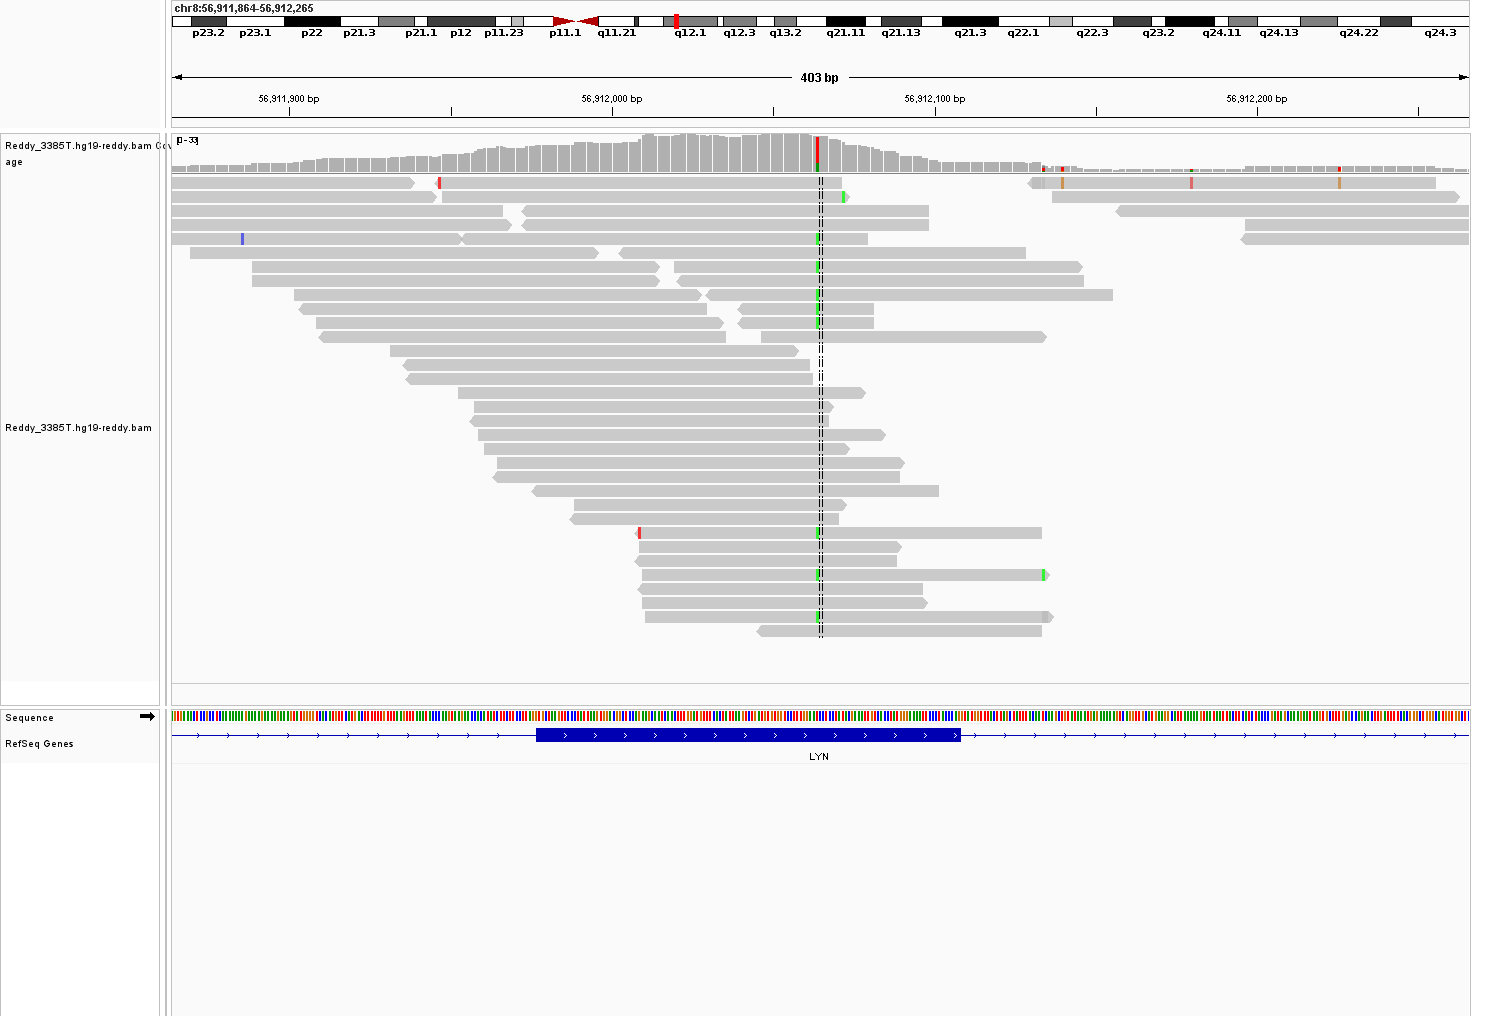 chr8:56,911,864-56,912,265
p23.2 p23.1 p22 p21.3 p21.1 p12 p11.23 p11.1 q11.21 q12.1 q12.3 q13.2 q21.11 q21.13 q21.3 q22.1 q22.3 q23.2 q24.11 q24.13 q24.22 q24.3
403 bp
56,911,900 bp 56,912,000 bp 56,912,100 bp 56,912,200 bp
[0 - 33]
Reddy_3385T.hg19-reddy.bam Cov
age
Reddy_3385T.hg19-reddy.bam
Sequence
RefSeq Genes
LYN